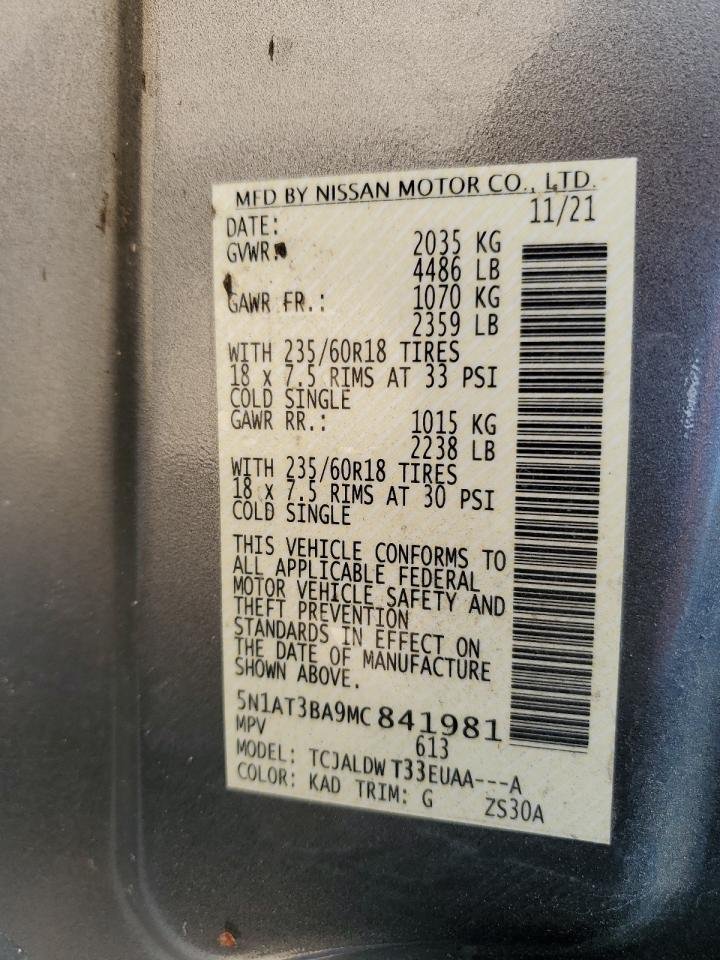 MFD BY NISSAN MOTOR CO., LTD.
DATE: 11/21
GVWR: 2035 KG
4486 LB
GAWR FR.: 1070 KG
2359 LB
WITH 235/60R18 TIRES
18 x 7.5 RIMS AT 33 PSI
COLD SINGLE
GAWR RR.: 1015 KG
2238 LB
WITH 235/60R18 TIRES
18 x 7.5 RIMS AT 30 PSI
COLD SINGLE
THIS VEHICLE CONFORMS TO
ALL APPLICABLE FEDERAL
MOTOR VEHICLE SAFETY AND
THEFT PREVENTION
STANDARDS IN EFFECT ON
THE DATE OF MANUFACTURE
SHOWN ABOVE.
5N1AT3BA9MC 841981
MPV 613
MODEL: TCJALDW T33EUAA---A
COLOR: KAD TRIM: G ZS30A